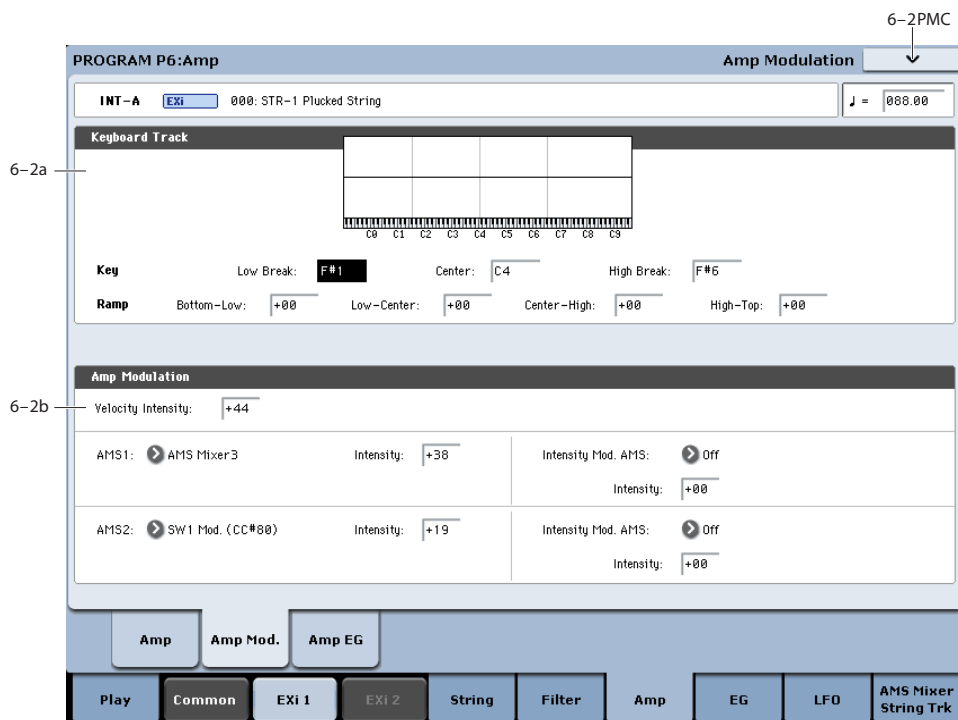 6–2PMC
PROGRAM P6:Amp Amp Modulation
INT-A EXi 000: STR-1 Plucked String ♩ = 088.00
Keyboard Track
6–2a
C0 C1 C2 C3 C4 C5 C6 C7 C8 C9
Key Low Break: F#1 Center: C4 High Break: F#6
Ramp Bottom-Low: +00 Low-Center: +00 Center-High: +00 High-Top: +00
Amp Modulation
6–2b
Velocity Intensity: +44
AMS1: AMS Mixer3 Intensity: +38 Intensity Mod. AMS: Off
Intensity: +00
AMS2: SW1 Mod. (CC#80) Intensity: +19 Intensity Mod. AMS: Off
Intensity: +00
Amp Amp Mod. Amp EG
Play Common EXi 1 EXi 2 String Filter Amp EG LFO AMS Mixer
String Trk